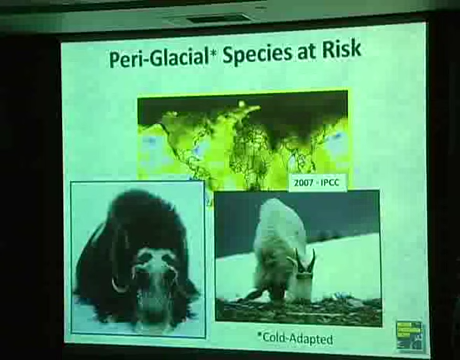 Peri-Glacial* Species at Risk
2007 - IPCC
*Cold-Adapted